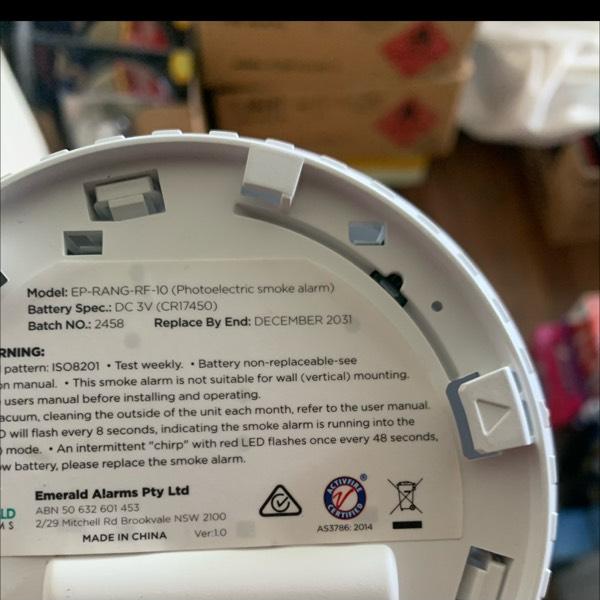 Model: EP-RANG-RF-10 (Photoelectric smoke alarm)
Battery Spec.: DC 3V (CR17450)
Batch NO.: 2458 Replace By End: DECEMBER 2031
RNING:
pattern: ISO8201 • Test weekly. • Battery non-replaceable-see
on manual. • This smoke alarm is not suitable for wall (vertical) mounting.
users manual before installing and operating.
acuum, cleaning the outside of the unit each month, refer to the user manual.
D will flash every 8 seconds, indicating the smoke alarm is running into the
) mode. • An intermittent "chirp" with red LED flashes once every 48 seconds,
w battery, please replace the smoke alarm.
Emerald Alarms Pty Ltd
ABN 50 632 601 453
2/29 Mitchell Rd Brookvale NSW 2100
MADE IN CHINA Ver:1.0
LD
MS
ACTIVFIRE
CERTIFIED
®
AS3786: 2014